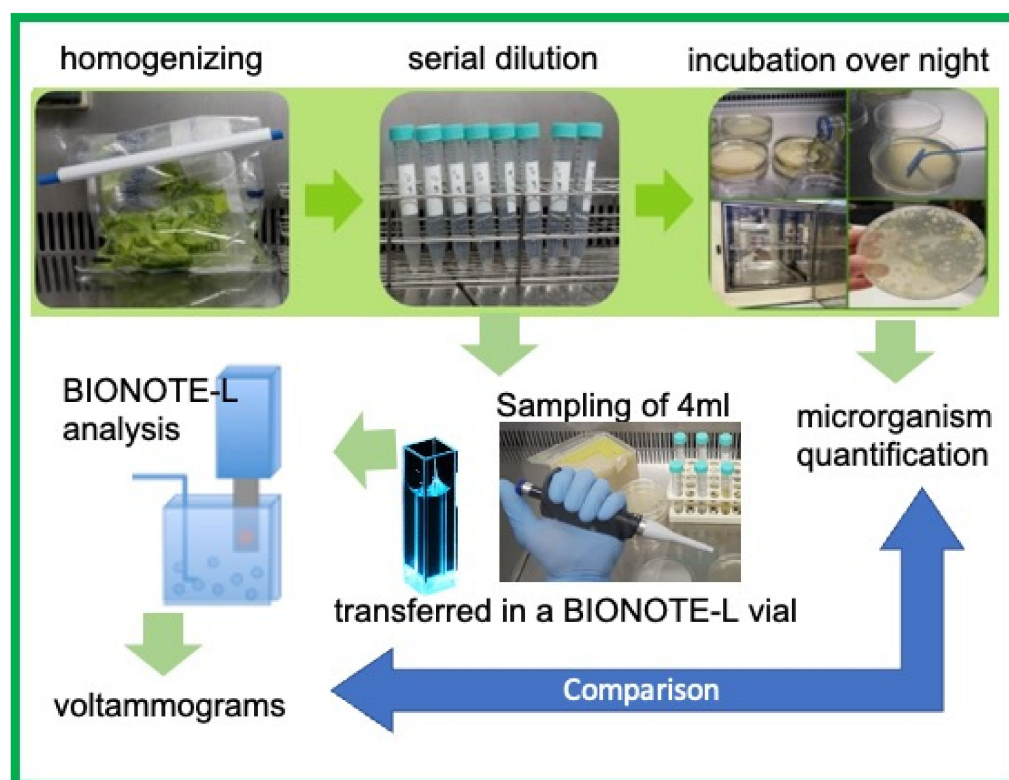 homogenizing
serial dilution
incubation over night
BIONOTE-L
analysis
Sampling of 4ml
microrganism
quantification
transferred in a BIONOTE-L vial
voltammograms
Comparison